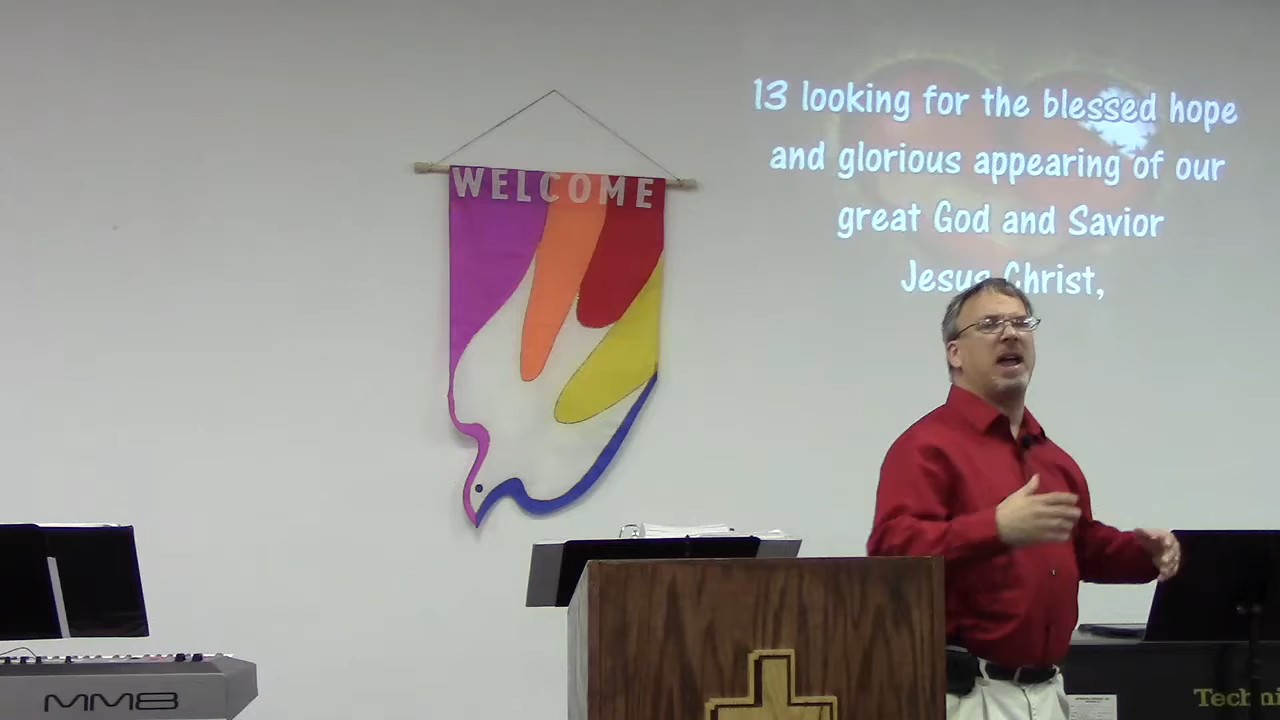 13 looking for the blessed hope
and glorious appearing of our
great God and Savior
Jesus Christ,
WELCOME
MM8
Techni